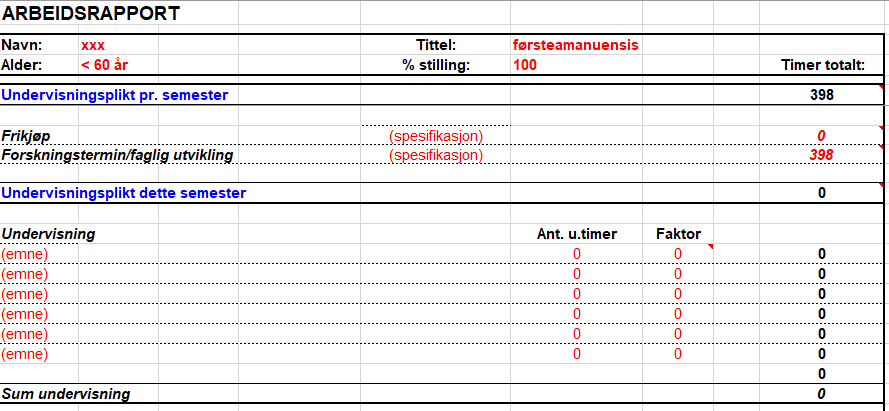 ARBEIDSRAPPORT
Navn: xxx Tittel: førsteamanuensis
Alder: < 60 år % stilling: 100 Timer totalt:
Undervisningsplikt pr. semester 398
Frikjøp (spesifikasjon) 0
Forskningstermin/faglig utvikling (spesifikasjon) 398
Undervisningsplikt dette semester 0
Undervisning Ant. u.timer Faktor
(emne) 0 0 0
(emne) 0 0 0
(emne) 0 0 0
(emne) 0 0 0
(emne) 0 0 0
(emne) 0 0 0
0
Sum undervisning 0